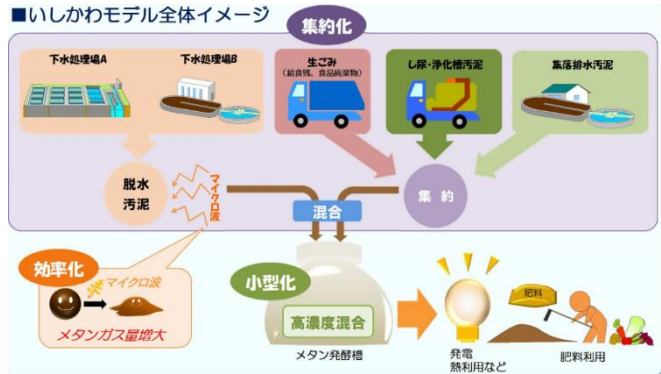 ■いしかわモデル全体イメージ
集約化
下水処理場A
下水処理場B
生ごみ
(給食残、食品廃棄物)
し尿・浄化槽汚泥
集落排水汚泥
脱水
汚泥
マイクロ波
混合
集 約
効率化
マイクロ波
メタンガス量増大
小型化
高濃度混合
メタン発酵槽
発電
熱利用など
肥料
肥料利用